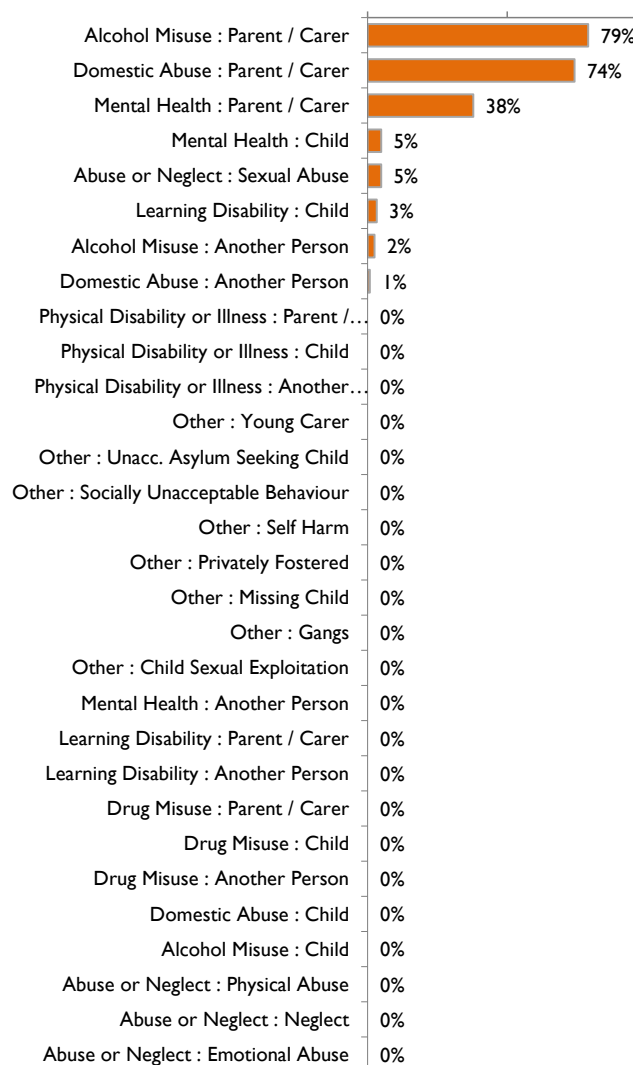 Alcohol Misuse : Parent / Carer 79%
Domestic Abuse : Parent / Carer 74%
Mental Health : Parent / Carer 38%
Mental Health : Child 5%
Abuse or Neglect : Sexual Abuse 5%
Learning Disability : Child 3%
Alcohol Misuse : Another Person 2%
Domestic Abuse : Another Person 1%
Physical Disability or Illness : Parent /… 0%
Physical Disability or Illness : Child 0%
Physical Disability or Illness : Another… 0%
Other : Young Carer 0%
Other : Unacc. Asylum Seeking Child 0%
Other : Socially Unacceptable Behaviour 0%
Other : Self Harm 0%
Other : Privately Fostered 0%
Other : Missing Child 0%
Other : Gangs 0%
Other : Child Sexual Exploitation 0%
Mental Health : Another Person 0%
Learning Disability : Parent / Carer 0%
Learning Disability : Another Person 0%
Drug Misuse : Parent / Carer 0%
Drug Misuse : Child 0%
Drug Misuse : Another Person 0%
Domestic Abuse : Child 0%
Alcohol Misuse : Child 0%
Abuse or Neglect : Physical Abuse 0%
Abuse or Neglect : Neglect 0%
Abuse or Neglect : Emotional Abuse 0%